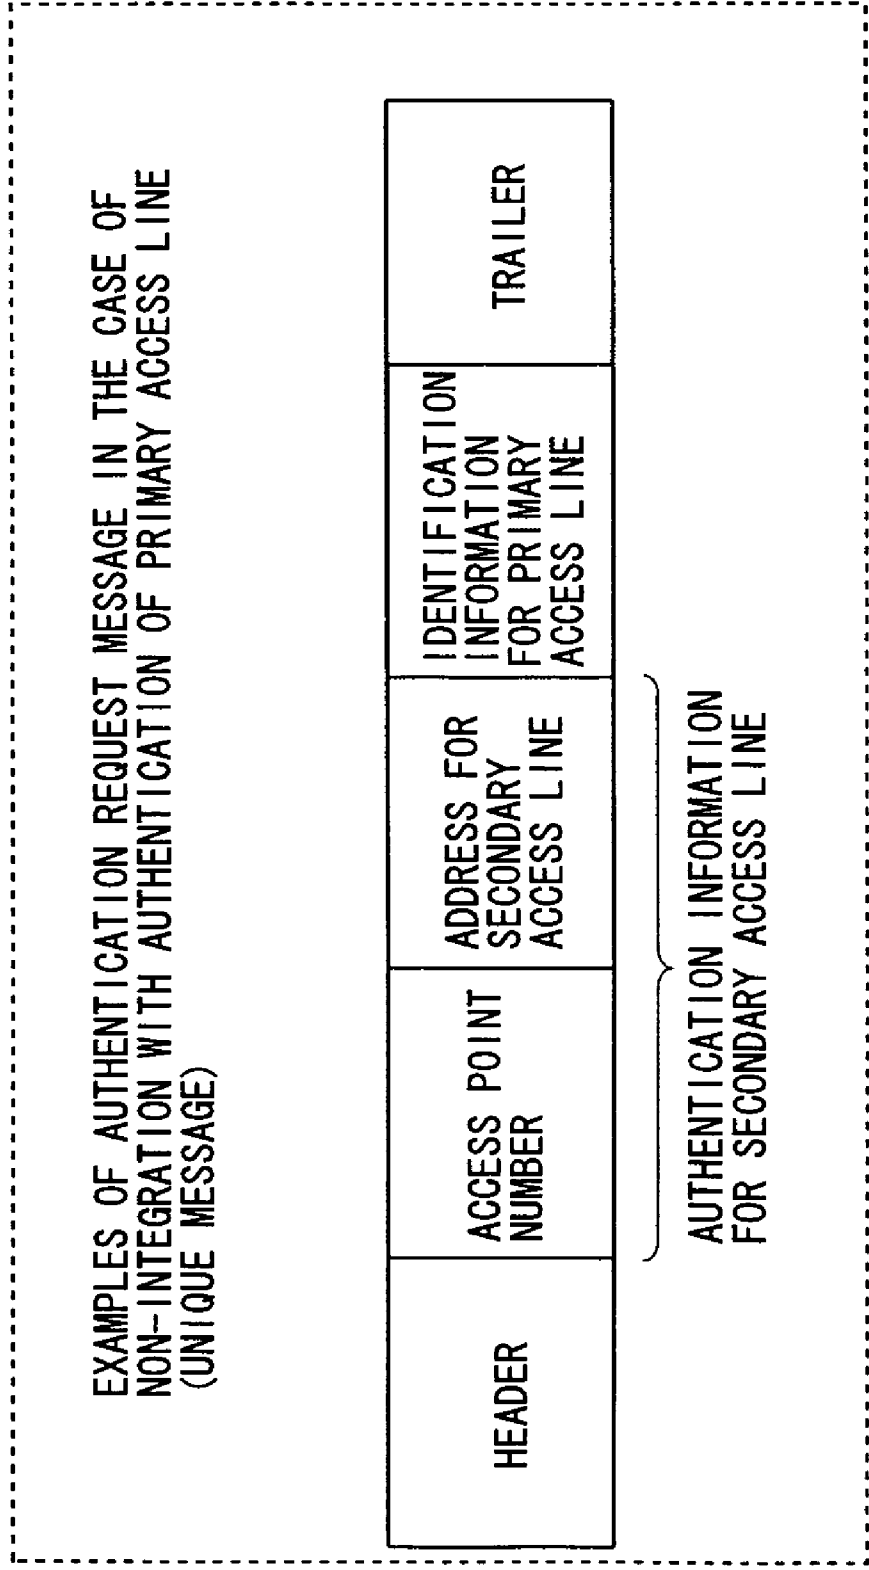 EXAMPLES OF AUTHENTICATION REQUEST MESSAGE IN THE CASE OF
NON-INTEGRATION WITH AUTHENTICATION OF PRIMARY ACCESS LINE
(UNIQUE MESSAGE)
HEADER
ACCESS POINT
NUMBER
ADDRESS FOR
SECONDARY
ACCESS LINE
IDENTIFICATION
INFORMATION
FOR PRIMARY
ACCESS LINE
TRAILER
AUTHENTICATION INFORMATION
FOR SECONDARY ACCESS LINE